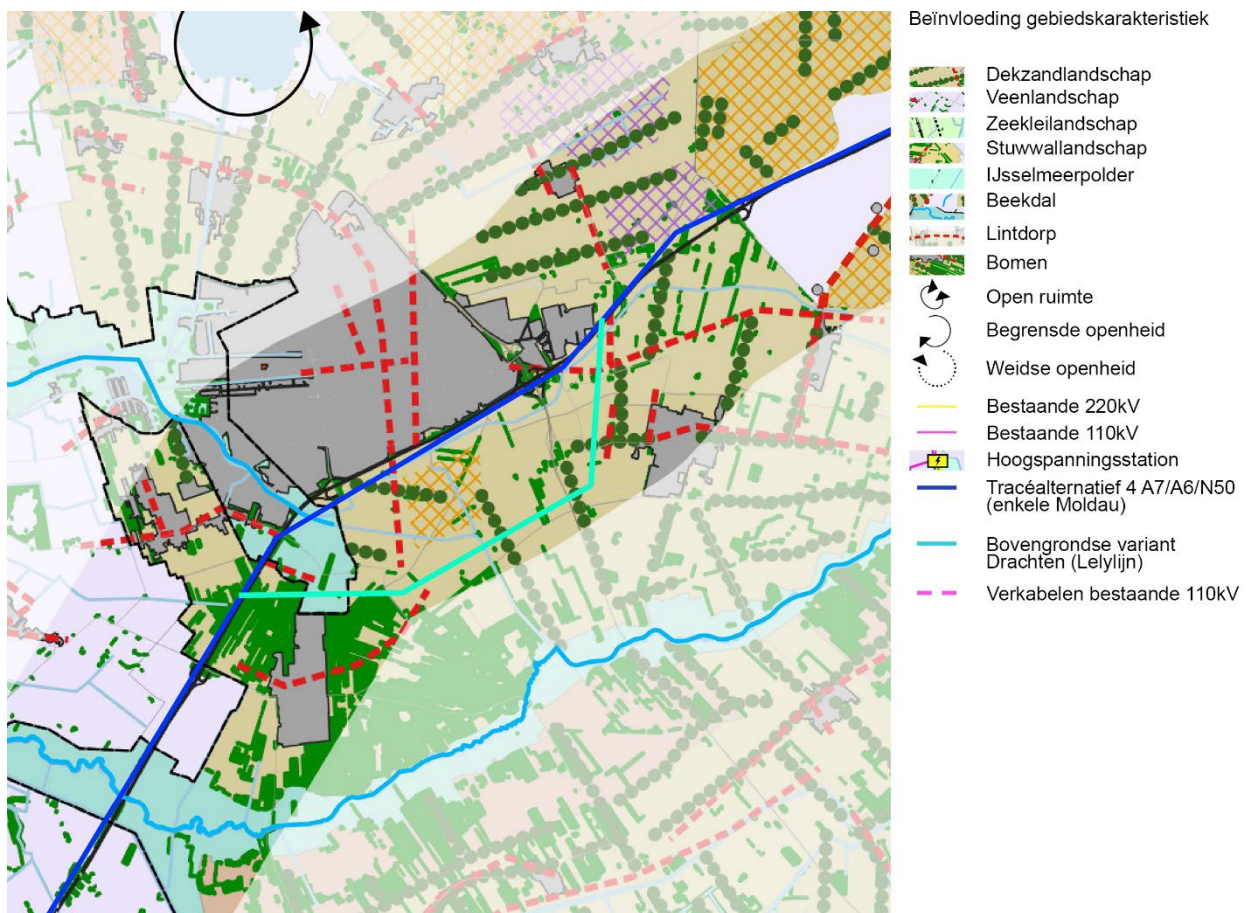 Beïnvloeding gebiedskarakteristiek
Dekzandlandschap
Veenlandschap
Zeekleilandschap
Stuwwallandschap
IJsselmeerpolder
Beekdal
Lintdorp
Bomen
Open ruimte
Begrensde openheid
Weidse openheid
Bestaande 220kV
Bestaande 110kV
Hoogspanningsstation
Tracéalternatief 4 A7/A6/N50
(enkele Moldau)
Bovengrondse variant
Drachten (Lelylijn)
Verkabelen bestaande 110kV